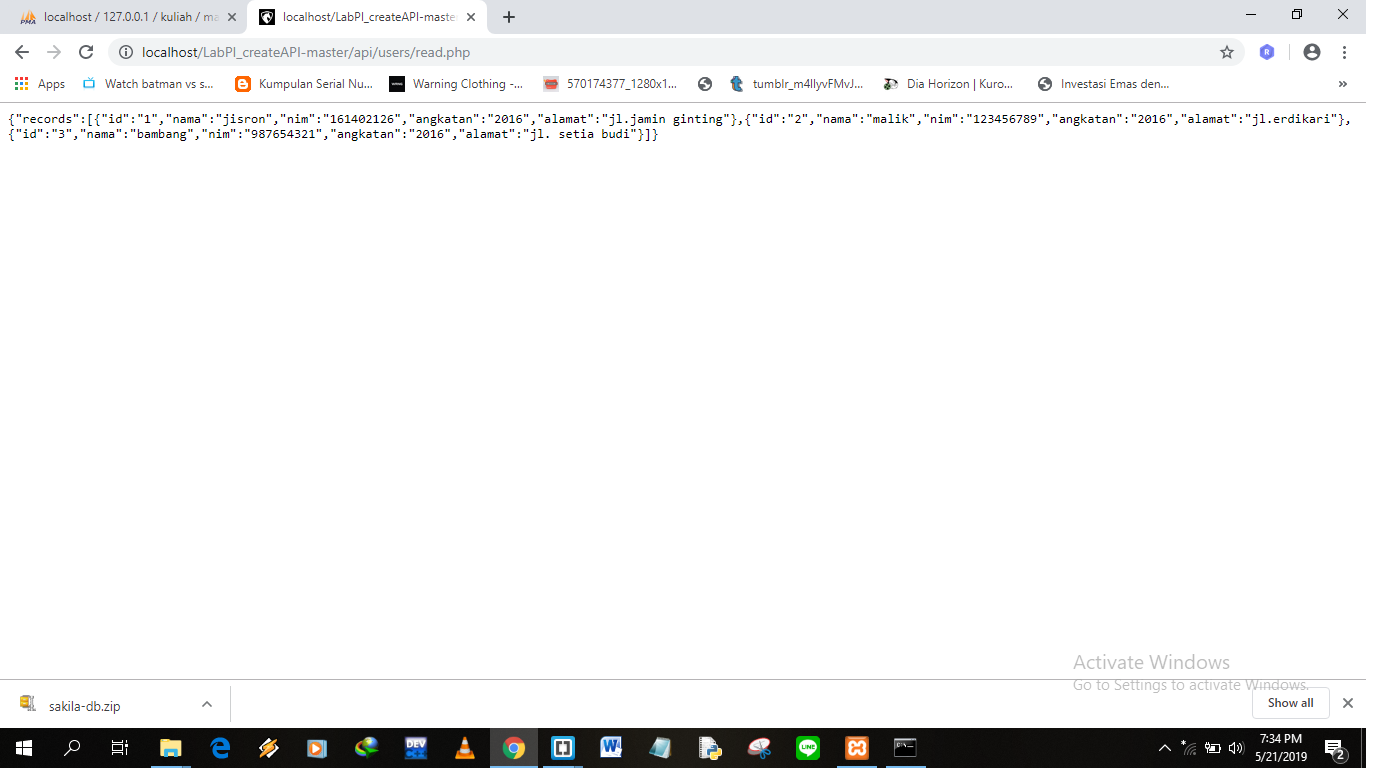 localhost / 127.0.0.1 / kuliah / ma
localhost/LabPI_createAPI-master
localhost/LabPI_createAPI-master/api/users/read.php
Apps
Watch batman vs s...
Kumpulan Serial Nu...
Warning Clothing -...
570174377_1280x1...
tumblr_m4llyvFMvJ...
Dia Horizon | Kuro...
Investasi Emas den...
»
{"records":[{"id":"1","nama":"jisron","nim":"161402126","angkatan":"2016","alamat":"jl.jamin ginting"},{"id":"2","nama":"malik","nim":"123456789","angkatan":"2016","alamat":"jl.erdikari"},
{"id":"3","nama":"bambang","nim":"987654321","angkatan":"2016","alamat":"jl. setia budi"}]}
Activate Windows
Go to Settings to activate Windows.
sakila-db.zip
Show all
7:34 PM
5/21/2019
2